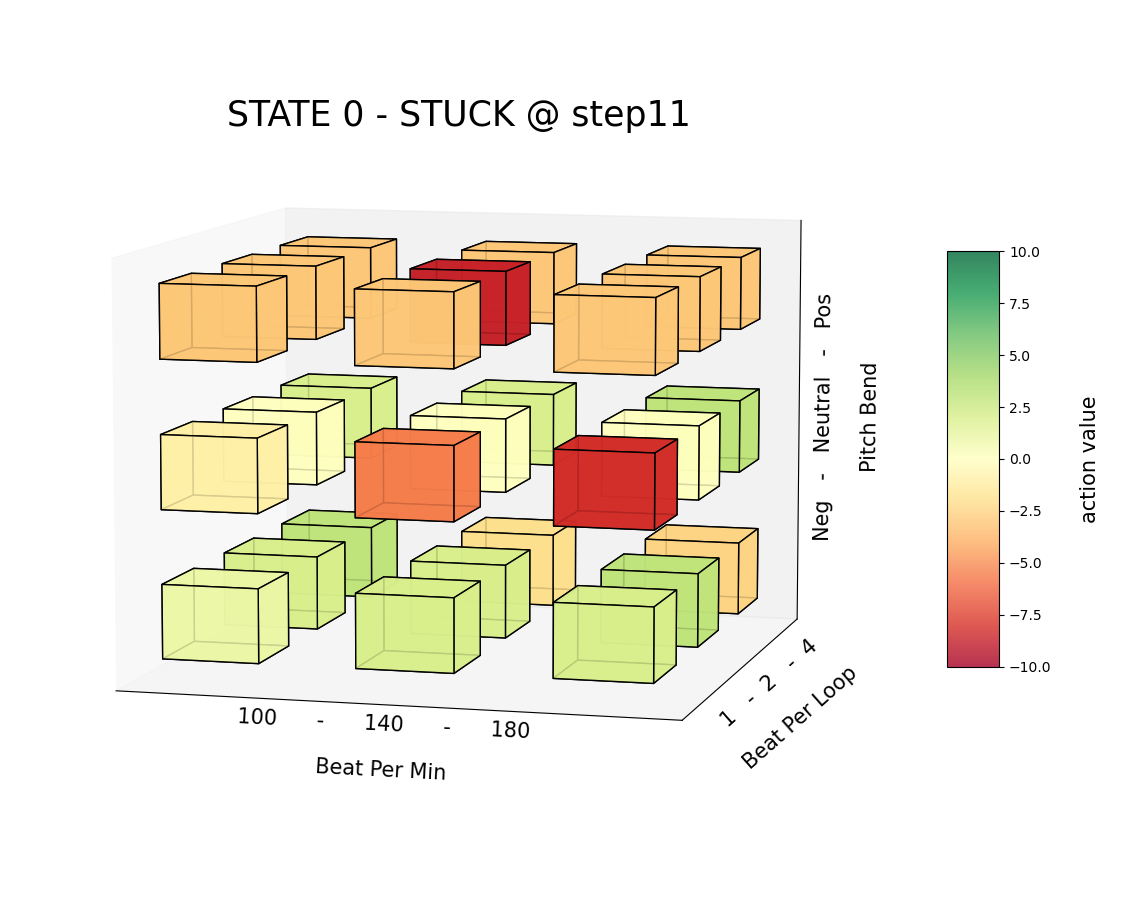 STATE 0 - STUCK @ step11
Neg - Neutral - Pos
Pitch Bend
1 - 2 - 4
Beat Per Loop
100 - 140 - 180
Beat Per Min
10.0
7.5
5.0
2.5
0.0
−2.5
−5.0
−7.5
−10.0
action value